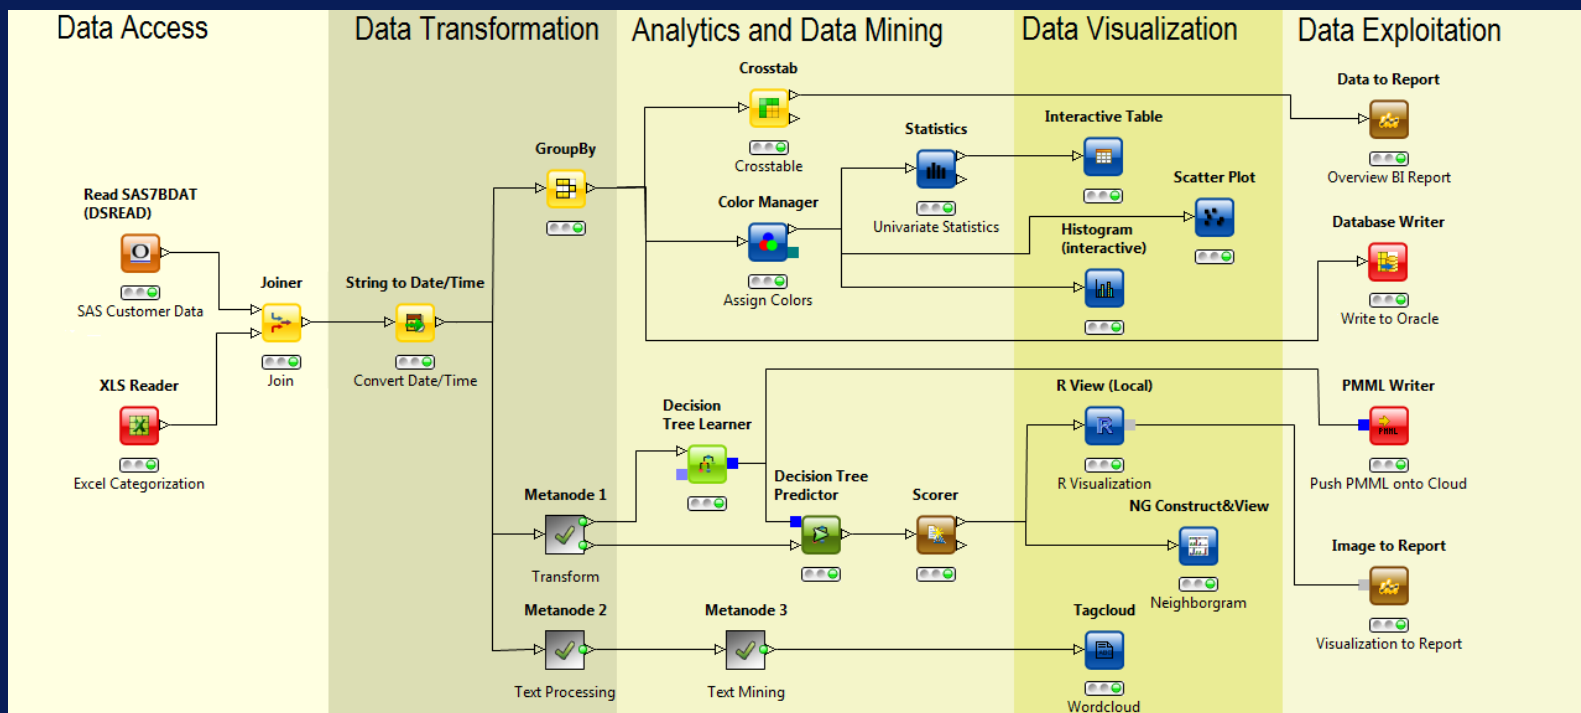 Data Access
Data Transformation
Analytics and Data Mining
Data Visualization
Data Exploitation
Read SAS7BDAT
(DSREAD)
SAS Customer Data
XLS Reader
Excel Categorization
Joiner
Join
String to Date/Time
Convert Date/Time
GroupBy
Metanode 1
Transform
Metanode 2
Text Processing
Crosstab
Crosstable
Color Manager
Assign Colors
Statistics
Univariate Statistics
Decision
Tree Learner
Decision Tree
Predictor
Scorer
Metanode 3
Text Mining
Interactive Table
Scatter Plot
Histogram
(interactive)
R View (Local)
R
R Visualization
NG Construct&View
Neighborgram
Tagcloud
Wordcloud
Data to Report
Overview BI Report
Database Writer
Write to Oracle
PMML Writer
PMML
Push PMML onto Cloud
Image to Report
Visualization to Report